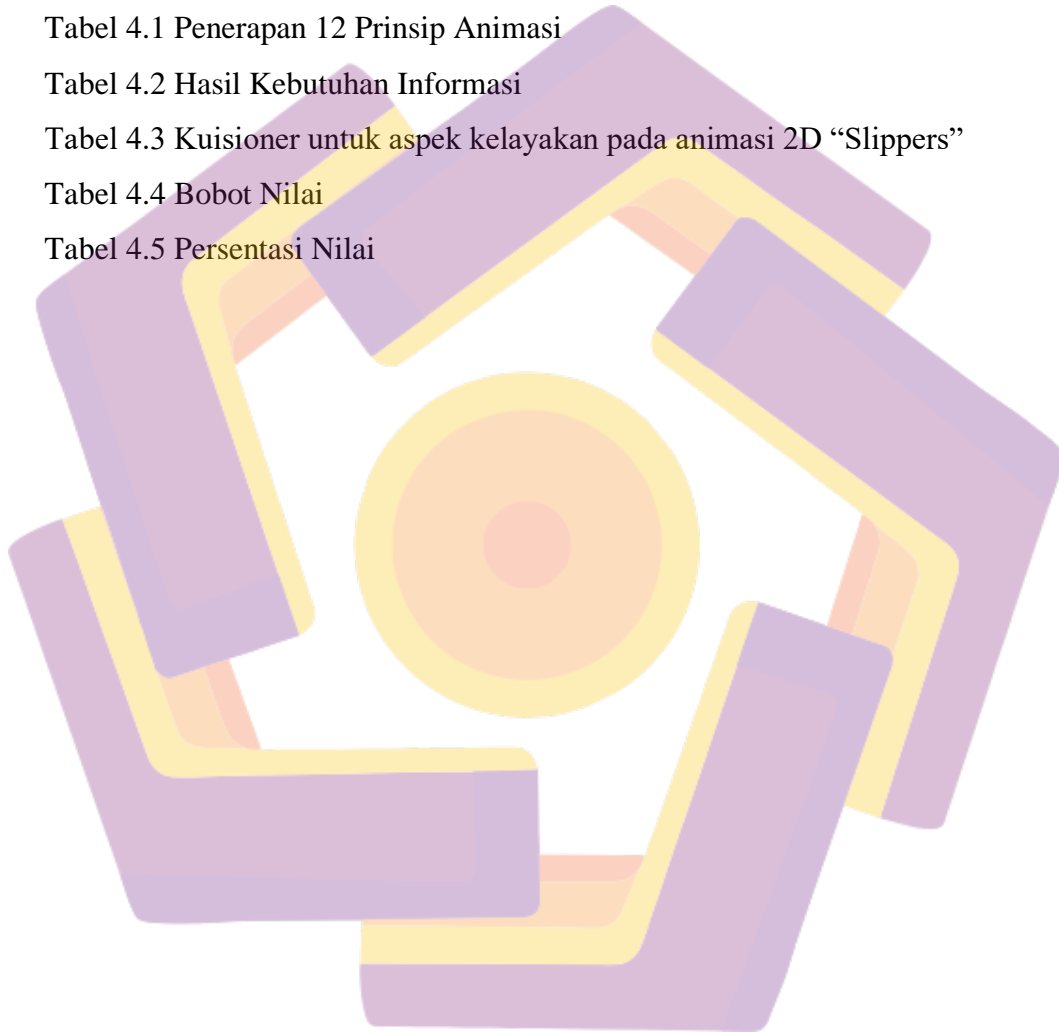 Tabel 4.1 Penerapan 12 Prinsip Animasi
Tabel 4.2 Hasil Kebutuhan Informasi
Tabel 4.3 Kuisioner untuk aspek kelayakan pada animasi 2D “Slippers”
Tabel 4.4 Bobot Nilai
Tabel 4.5 Persentasi Nilai